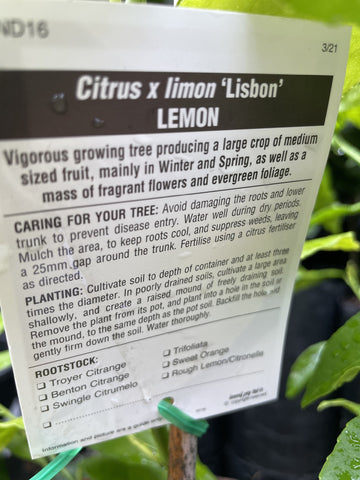 ND16
3/21
Citrus x limon 'Lisbon'
LEMON
Vigorous growing tree producing a large crop of medium
sized fruit, mainly in Winter and Spring, as well as a
mass of fragrant flowers and evergreen foliage.
CARING FOR YOUR TREE: Avoid damaging the roots and lower
trunk to prevent disease entry. Water well during dry periods.
Mulch the area, to keep roots cool, and suppress weeds, leaving
a 25mm gap around the trunk. Fertilise using a citrus fertiliser
as directed.
PLANTING: Cultivate soil to depth of container and at least three
times the diameter. In poorly drained soils, cultivate a large area
shallowly, and create a raised mound of freely draining soil.
Remove the plant from its pot, and plant into a hole in the soil or
the mound, to the same depth as the pot soil. Backfill the hole and
gently firm down the soil. Water thoroughly.
ROOTSTOCK:
☐ Troyer Citrange
☐ Benton Citrange
☐ Swingle Citrumelo
☐
☐ Trifoliata
☐ Sweet Orange
☐ Rough Lemon/Citronelle
☐
Information and picture are a guide
© copyright